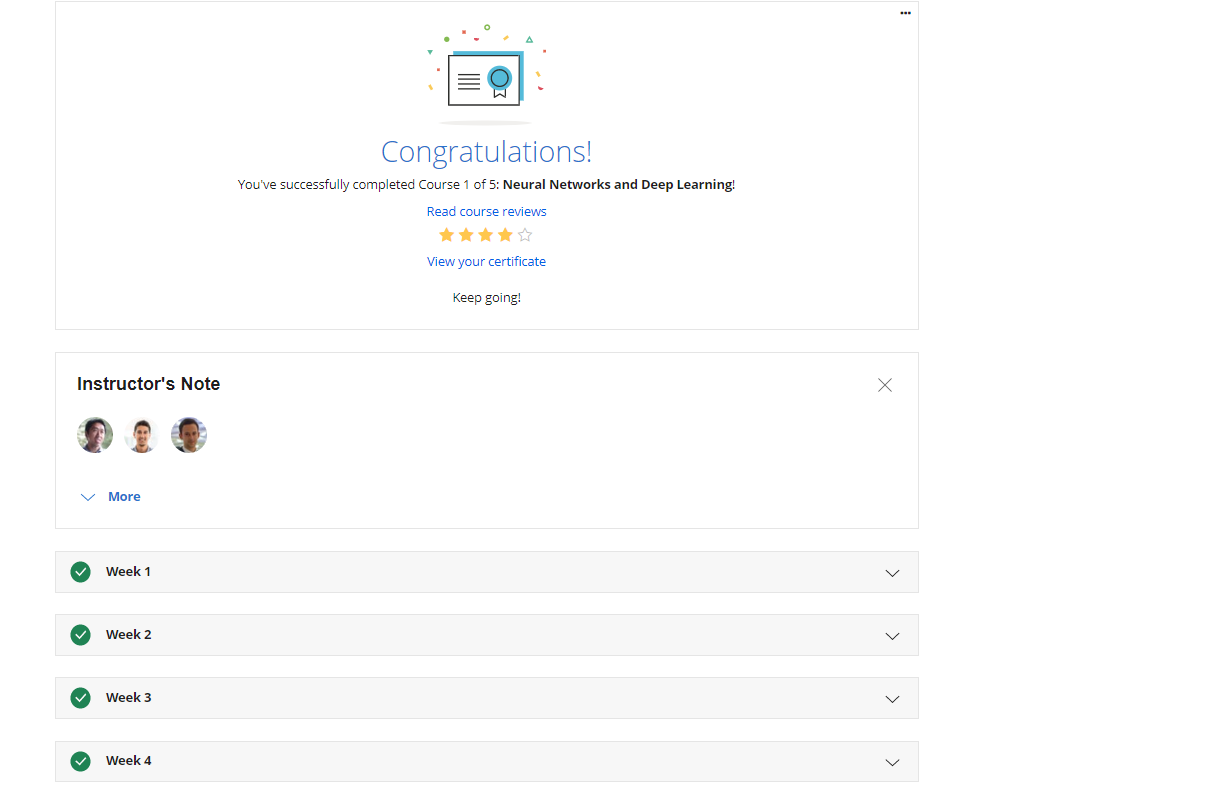 Congratulations!
You've successfully completed Course 1 of 5: Neural Networks and Deep Learning!
Read course reviews
View your certificate
Keep going!
Instructor's Note
More
Week 1
Week 2
Week 3
Week 4